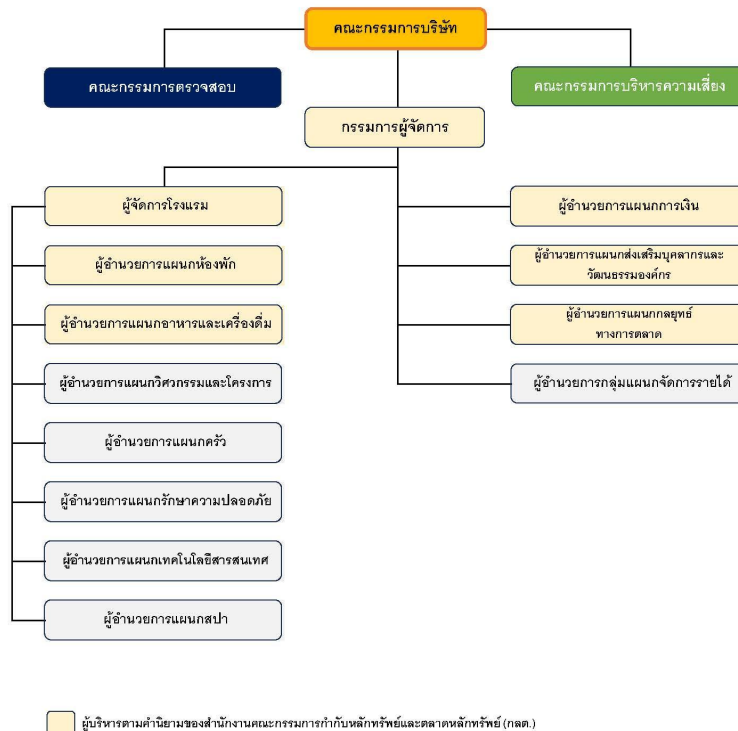 คณะกรรมการบริษัท
คณะกรรมการตรวจสอบ
คณะกรรมการบริหารความเสี่ยง
กรรมการผู้จัดการ
ผู้จัดการโรงแรม
ผู้อำนวยการแผนกห้องพัก
ผู้อำนวยการแผนกอาหารและเครื่องดื่ม
ผู้อำนวยการแผนกวิศวกรรมและโครงการ
ผู้อำนวยการแผนกครัว
ผู้อำนวยการแผนกรักษาความปลอดภัย
ผู้อำนวยการแผนกเทคโนโลยีสารสนเทศ
ผู้อำนวยการแผนกสปา
ผู้อำนวยการแผนกการเงิน
ผู้อำนวยการแผนกส่งเสริมบุคลากรและ
วัฒนธรรมองค์กร
ผู้อำนวยการแผนกกลยุทธ์
ทางการตลาด
ผู้อำนวยการกลุ่มแผนกจัดการรายได้
ผู้บริหารตามคำนิยามของสำนักงานคณะกรรมการกำกับหลักทรัพย์และตลาดหลักทรัพย์ (กลต.)